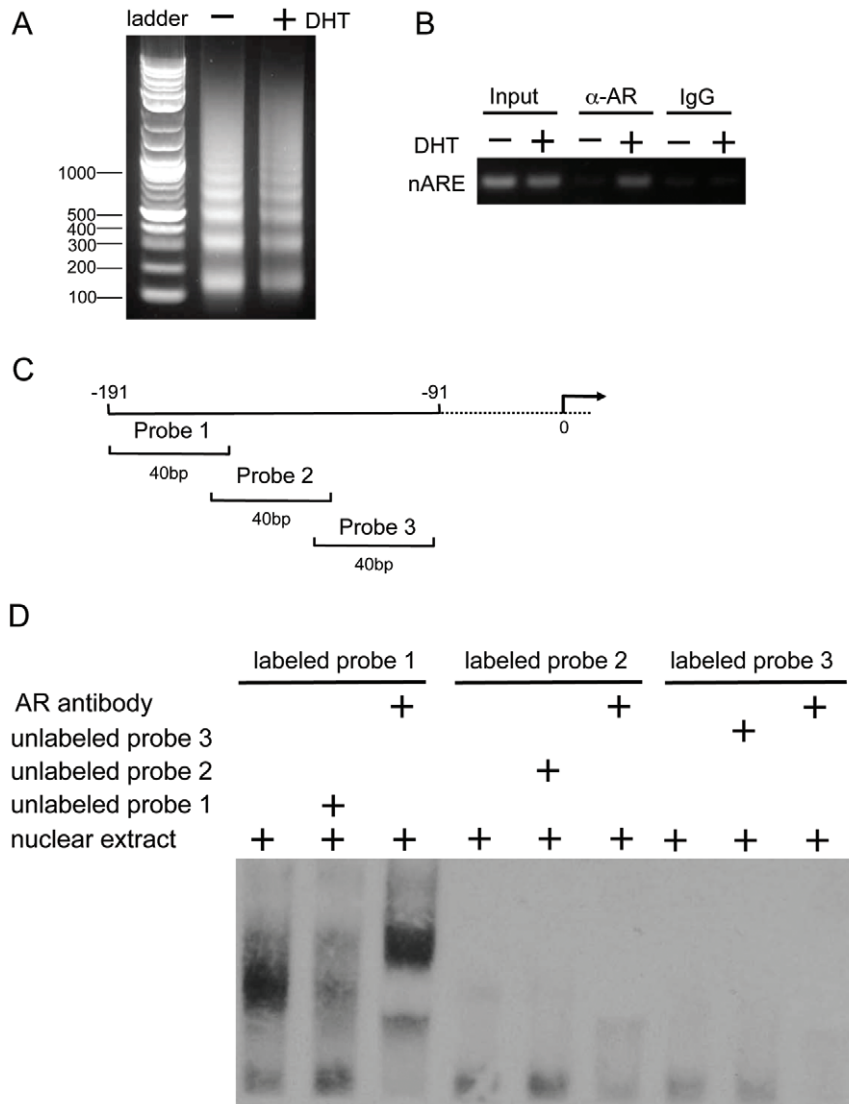 A
ladder − + DHT
1000
500
400
300
200
100
B
Input α-AR IgG
DHT − + − + − +
nARE
C
-191 -91
0
Probe 1
40bp
Probe 2
40bp
Probe 3
40bp
D
labeled probe 1 labeled probe 2 labeled probe 3
AR antibody + + +
unlabeled probe 3 +
unlabeled probe 2 +
unlabeled probe 1 +
nuclear extract + + + + + + + + +